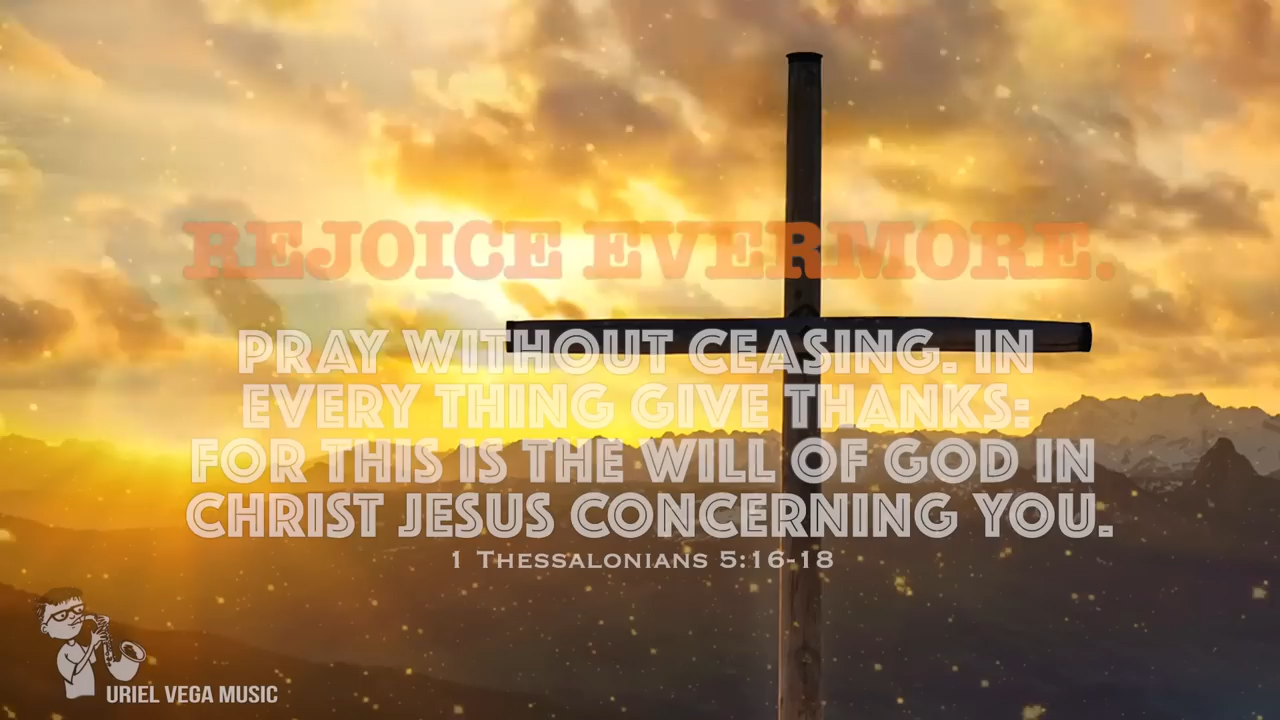 REJOICE EVERMORE.
PRAY WITHOUT CEASING. IN
EVERY THING GIVE THANKS:
FOR THIS IS THE WILL OF GOD IN
CHRIST JESUS CONCERNING YOU.
1 THESSALONIANS 5:16-18
URIEL VEGA MUSIC